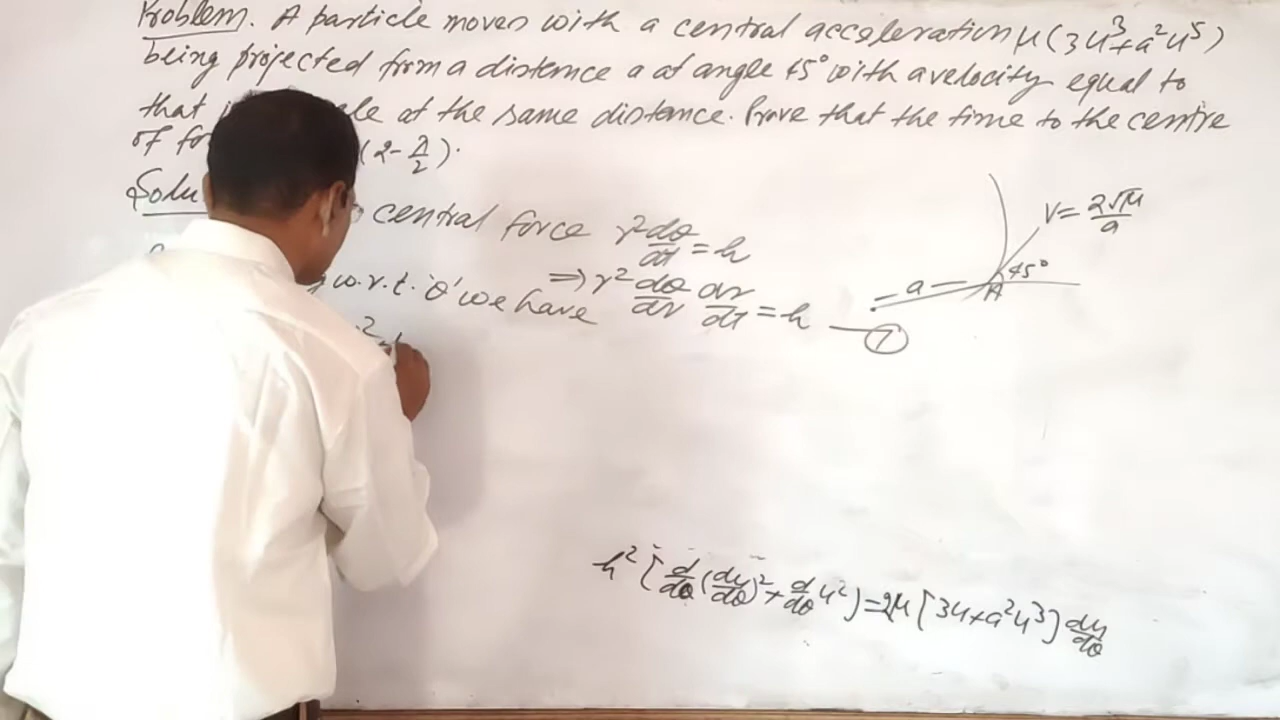 Problem. A particle moves with a central acceleration μ(3u³+a²u⁵)
being projected from a distance a at angle 45° with a velocity equal to
that at the same distance. Prove that the time to the centre
of (2-π/2).
Solu
central force r²dθ/dt = h
w.r.t. 'θ' we have ⇒ r² dθ/dr dr/dt = h — ①
a
45°
A
V = 2√μ/a
h² [d/dθ(du/dθ)² + d/dθ u²] = 2μ [3u+a²u³] du/dθ